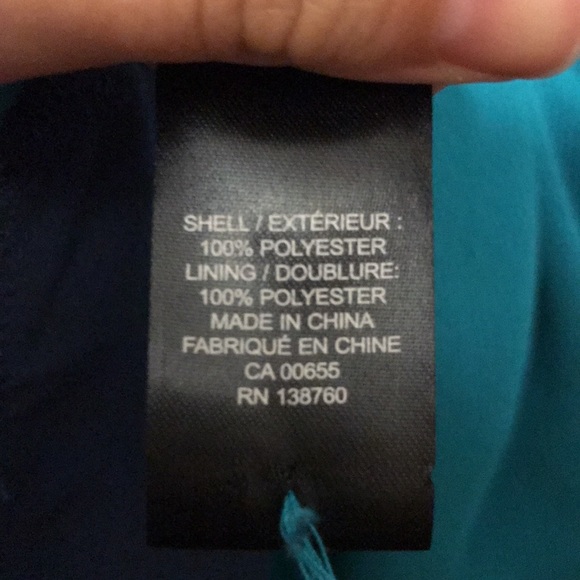 SHELL / EXTÉRIEUR :
100% POLYESTER
LINING / DOUBLURE:
100% POLYESTER
MADE IN CHINA
FABRIQUÉ EN CHINE
CA 00655
RN 138760